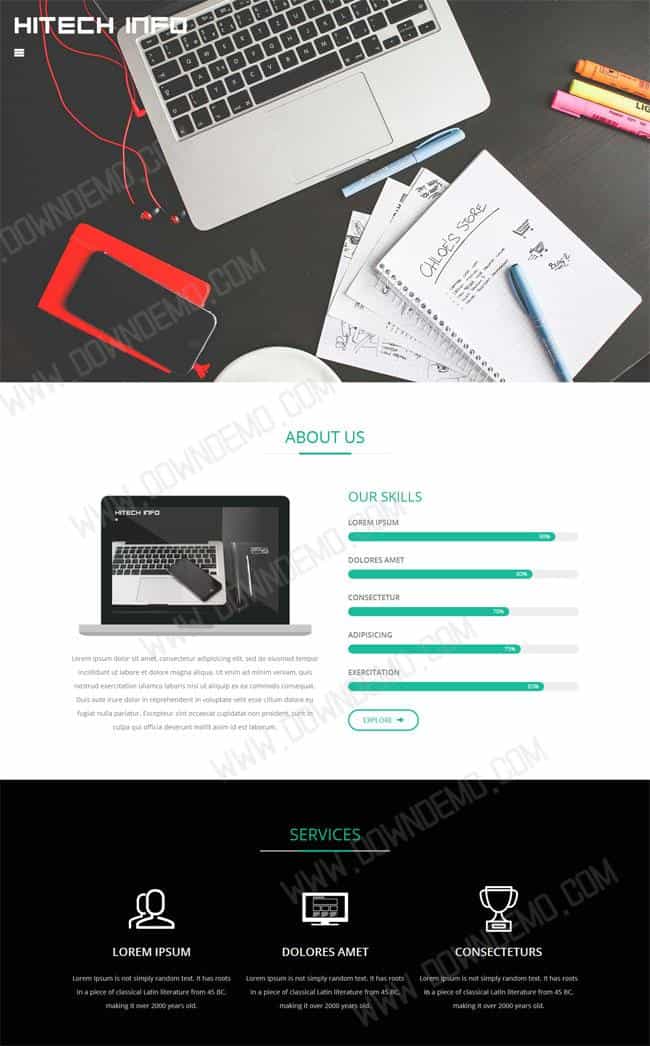 HITECH INFO
LIG
CHLOE'S STORE
BLOG
WWW.DOWNDEMO.COM
ABOUT US
HITECH INFO
OUR SKILLS
LOREM IPSUM
90%
DOLORES AMET
80%
CONSECTETUR
70%
ADIPISICING
75%
EXERCITATION
85%
EXPLORE
Lorem ipsum dolor sit amet, consectetur adipisicing elit, sed do eiusmod tempor
incididunt ut labore et dolore magna aliqua. Ut enim ad minim veniam, quis
nostrud exercitation ullamco laboris nisi ut aliquip ex ea commodo consequat.
Duis aute irure dolor in reprehenderit in voluptate velit esse cillum dolore eu
fugiat nulla pariatur. Excepteur sint occaecat cupidatat non proident, sunt in
culpa qui officia deserunt mollit anim id est laborum.
SERVICES
LOREM IPSUM
Lorem Ipsum is not simply random text. It has roots
in a piece of classical Latin literature from 45 BC,
making it over 2000 years old.
DOLORES AMET
Lorem Ipsum is not simply random text. It has roots
in a piece of classical Latin literature from 45 BC,
making it over 2000 years old.
CONSECTETURS
Lorem Ipsum is not simply random text. It has roots
in a piece of classical Latin literature from 45 BC,
making it over 2000 years old.